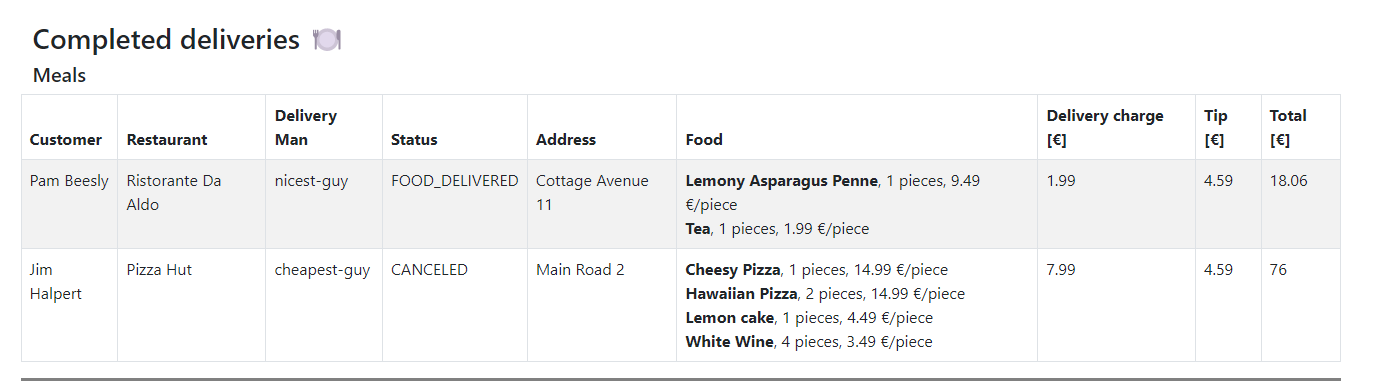 Completed deliveries 🍽️
Meals
Customer Restaurant Delivery Man Status Address Food Delivery charge [€] Tip [€] Total [€]
Pam Beesly Ristorante Da Aldo nicest-guy FOOD_DELIVERED Cottage Avenue 11 Lemony Asparagus Penne, 1 pieces, 9.49 €/piece
Tea, 1 pieces, 1.99 €/piece 1.99 4.59 18.06
Jim Halpert Pizza Hut cheapest-guy CANCELED Main Road 2 Cheesy Pizza, 1 pieces, 14.99 €/piece
Hawaiian Pizza, 2 pieces, 14.99 €/piece
Lemon cake, 1 pieces, 4.49 €/piece
White Wine, 4 pieces, 3.49 €/piece 7.99 4.59 76